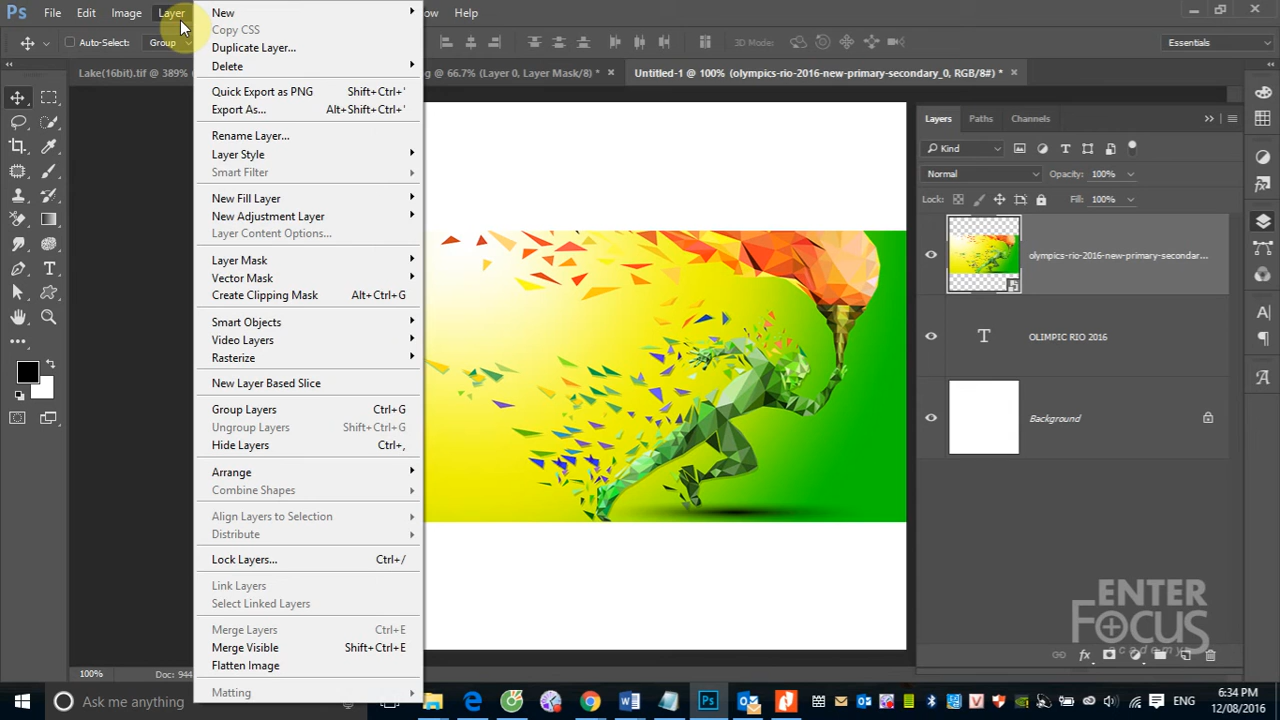 Ps File Edit Image Layer ow Help
Auto-Select: Group 3D Mode: Essentials
Lake(16bit).tif @ 389% ng @ 66.7% (Layer 0, Layer Mask/8) * × Untitled-1 @ 100% (olympics-rio-2016-new-primary-secondary_0, RGB/8#) * ×
New
Copy CSS
Duplicate Layer...
Delete
Quick Export as PNG Shift+Ctrl+'
Export As... Alt+Shift+Ctrl+'
Rename Layer...
Layer Style
Smart Filter
New Fill Layer
New Adjustment Layer
Layer Content Options...
Layer Mask
Vector Mask
Create Clipping Mask Alt+Ctrl+G
Smart Objects
Video Layers
Rasterize
New Layer Based Slice
Group Layers Ctrl+G
Ungroup Layers Shift+Ctrl+G
Hide Layers Ctrl+,
Arrange
Combine Shapes
Align Layers to Selection
Distribute
Lock Layers... Ctrl+/
Link Layers
Select Linked Layers
Merge Layers Ctrl+E
Merge Visible Shift+Ctrl+E
Flatten Image
Matting
Layers Paths Channels
Kind
Normal Opacity: 100%
Lock: Fill: 100%
olympics-rio-2016-new-primary-secondar...
T OLIMPIC RIO 2016
Background
ENTER
FOCUS
academy
100% Doc: 944
Ask me anything
ENG
6:34 PM
12/08/2016